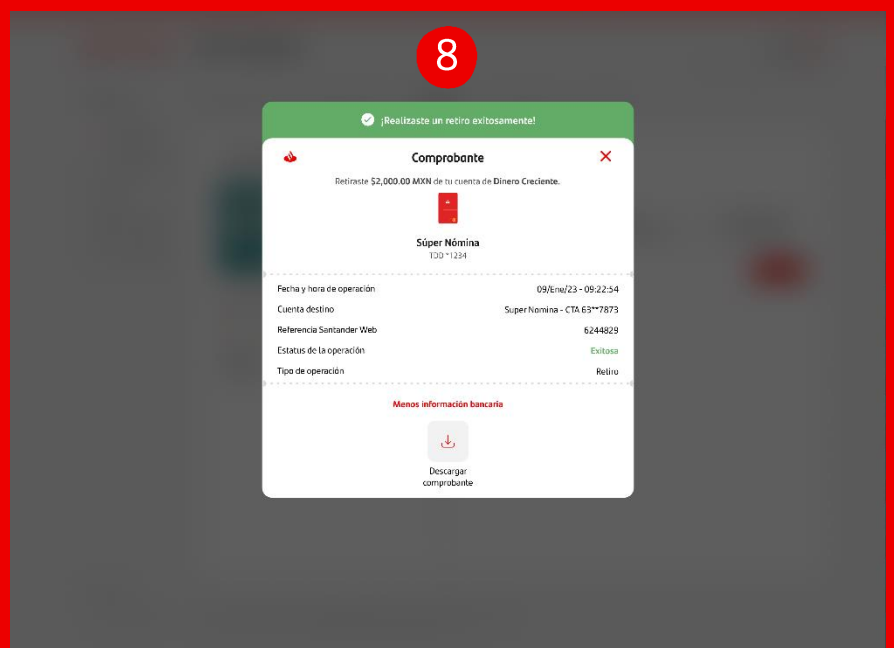 8
¡Realizaste un retiro exitosamente!
Comprobante
Retiraste $2,000.00 MXN de tu cuenta de Dinero Creciente.
Súper Nómina
TDD *1234
Fecha y hora de operación 09/Ene/23 - 09:22:54
Cuenta destino Super Nomina - CTA 63**7873
Referencia Santander Web 6244829
Estatus de la operación Exitosa
Tipo de operación Retiro
Menos información bancaria
Descargar
comprobante